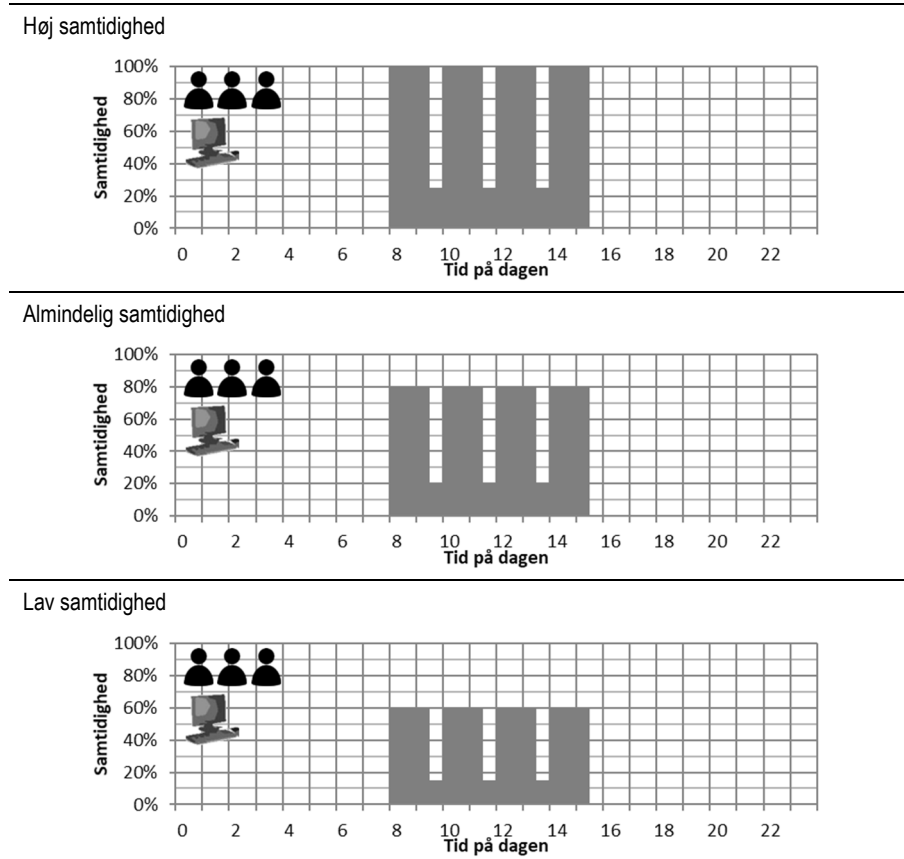 Høj samtidighed
100%
80%
60%
40%
20%
0%
Samtidighed
0 2 4 6 8 10 12 14 16 18 20 22
Tid på dagen
Almindelig samtidighed
100%
80%
60%
40%
20%
0%
Samtidighed
0 2 4 6 8 10 12 14 16 18 20 22
Tid på dagen
Lav samtidighed
100%
80%
60%
40%
20%
0%
Samtidighed
0 2 4 6 8 10 12 14 16 18 20 22
Tid på dagen